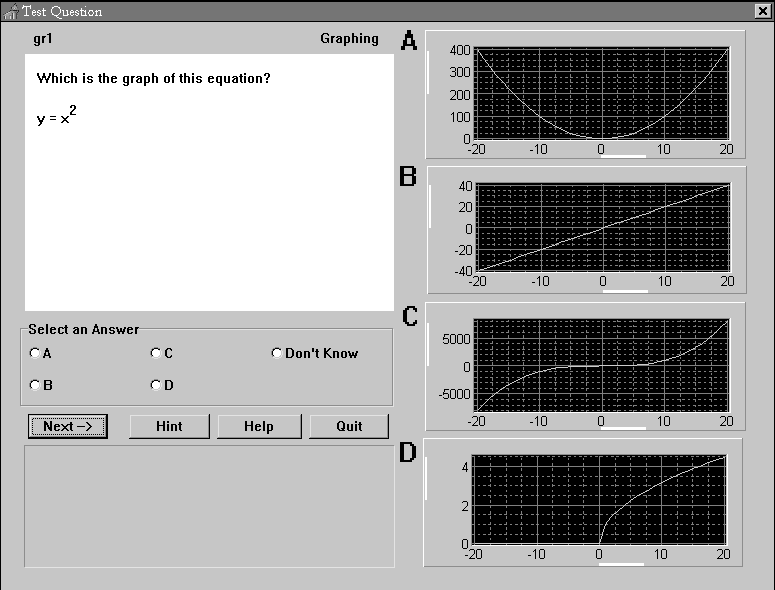 Test Question
gr1 Graphing
Which is the graph of this equation?
y = x2
Select an Answer
A C Don't Know
B D
Next -> Hint Help Quit
A
400
300
200
100
0
-20 -10 0 10 20
B
40
20
0
-20
-40
-20 -10 0 10 20
C
5000
0
-5000
-20 -10 0 10 20
D
4
2
0
-20 -10 0 10 20